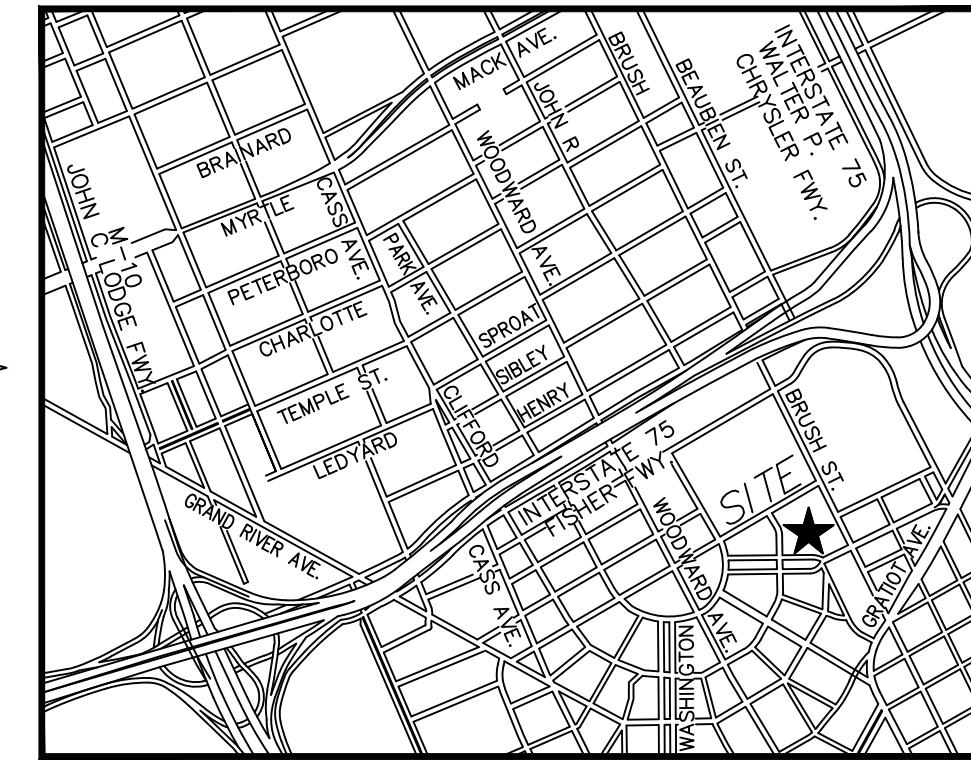 MACK AVE.
BRUSH
INTERSTATE 75
WALTER P.
CHRYSLER FWY.
BEAUBIEN ST.
JOHN R
BRAINARD
WOODWARD AVE.
JOHN C LODGE FWY.
M-10
MYRTLE
CASS AVE.
PARK AVE.
PETERBORO
CHARLOTTE
SPROAT
SIBLEY
HENRY
TEMPLE ST.
CLIFFORD
LEDYARD
BRUSH ST.
INTERSTATE 75
FISHER FWY.
SITE
GRAND RIVER AVE.
WOODWARD AVE.
CASS AVE.
GRATIOT AVE.
WASHINGTON